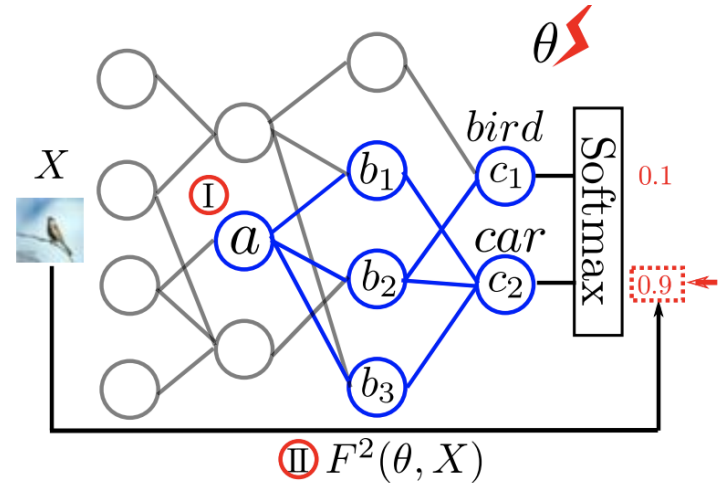 θ
bird
X
Softmax
b₁
c₁
0.1
I
a
car
b₂
c₂
0.9
b₃
II F²(θ, X)